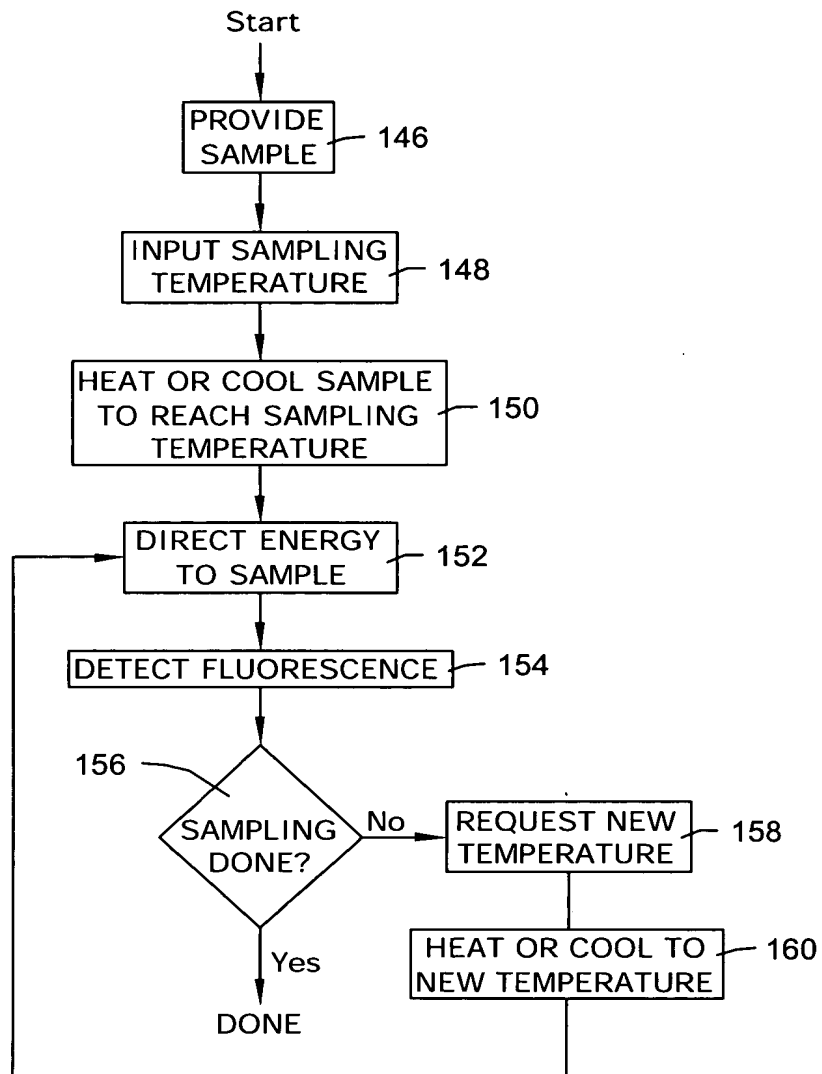 Start
PROVIDE
SAMPLE
146
INPUT SAMPLING
TEMPERATURE
148
HEAT OR COOL SAMPLE
TO REACH SAMPLING
TEMPERATURE
150
DIRECT ENERGY
TO SAMPLE
152
DETECT FLUORESCENCE
154
156
SAMPLING
DONE?
No
REQUEST NEW
TEMPERATURE
158
HEAT OR COOL TO
NEW TEMPERATURE
160
Yes
DONE